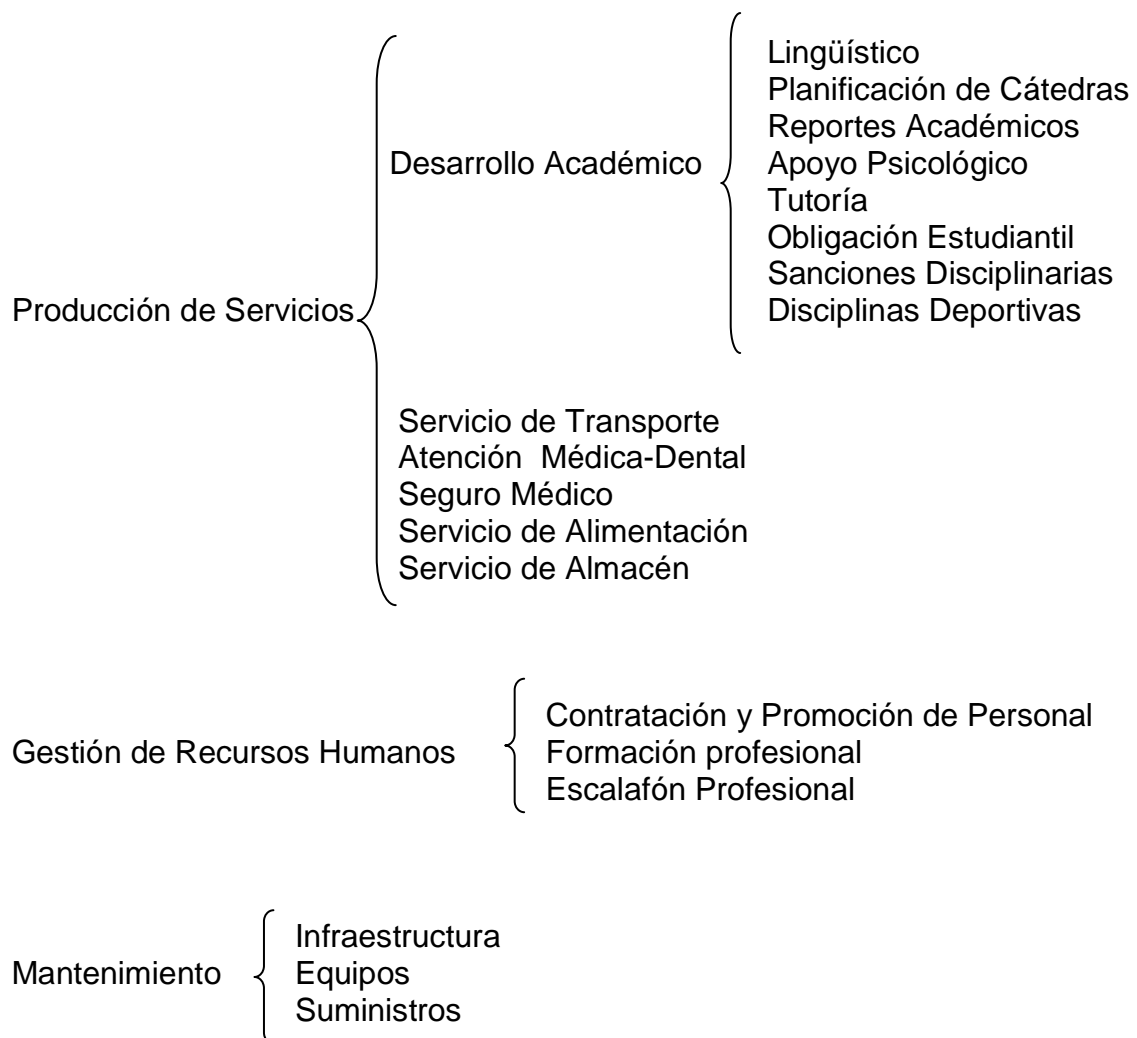 Producción de Servicios
Desarrollo Académico
Lingüístico
Planificación de Cátedras
Reportes Académicos
Apoyo Psicológico
Tutoría
Obligación Estudiantil
Sanciones Disciplinarias
Disciplinas Deportivas
Servicio de Transporte
Atención  Médica-Dental
Seguro Médico
Servicio de Alimentación
Servicio de Almacén
Gestión de Recursos Humanos
Contratación y Promoción de Personal
Formación profesional
Escalafón Profesional
Mantenimiento
Infraestructura
Equipos
Suministros